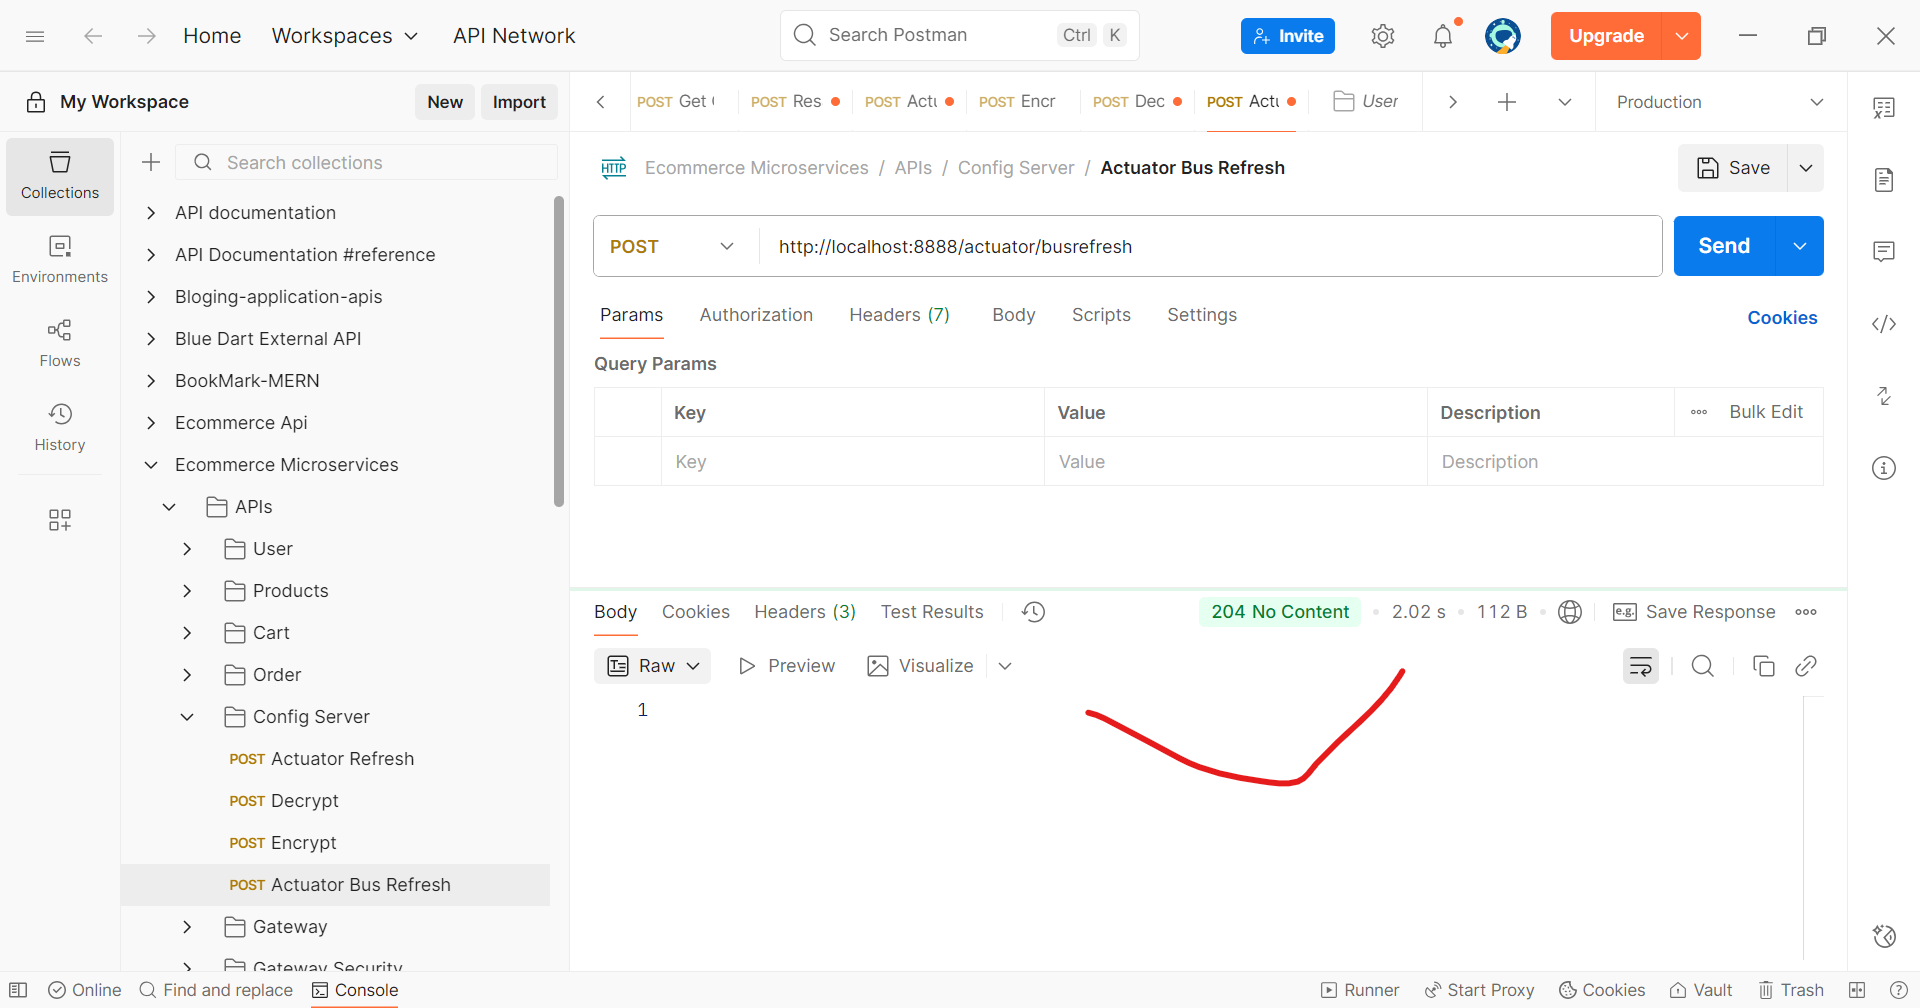 Home Workspaces API Network Search Postman Ctrl K Invite Upgrade
My Workspace New Import
POST Get POST Res POST Actu POST Encr POST Dec POST Actu User Production
Collections
Environments
Flows
History
Search collections
API documentation
API Documentation #reference
Bloging-application-apis
Blue Dart External API
BookMark-MERN
Ecommerce Api
Ecommerce Microservices
APIs
User
Products
Cart
Order
Config Server
POST Actuator Refresh
POST Decrypt
POST Encrypt
POST Actuator Bus Refresh
Gateway
Gateway Security
HTTP Ecommerce Microservices / APIs / Config Server / Actuator Bus Refresh Save
POST http://localhost:8888/actuator/busrefresh Send
Params Authorization Headers (7) Body Scripts Settings Cookies
Query Params
Key Value Description Bulk Edit
Key Value Description
Body Cookies Headers (3) Test Results 204 No Content 2.02 s 112 B e.g. Save Response
Raw Preview Visualize
1
Online Find and replace Console Runner Start Proxy Cookies Vault Trash